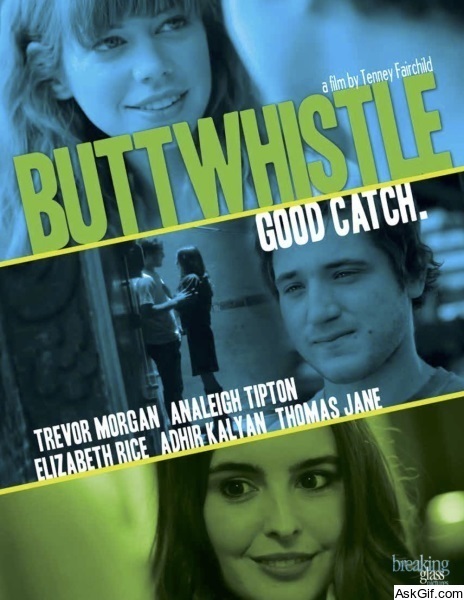 a film by Tenney Fairchild
BUTTWHISTLE
GOOD CATCH.
TREVOR MORGAN ANALEIGH TIPTON THOMAS JANE
ELIZABETH RICE ADHIR KALYAN
breaking
glass
pictures
AskGif.com